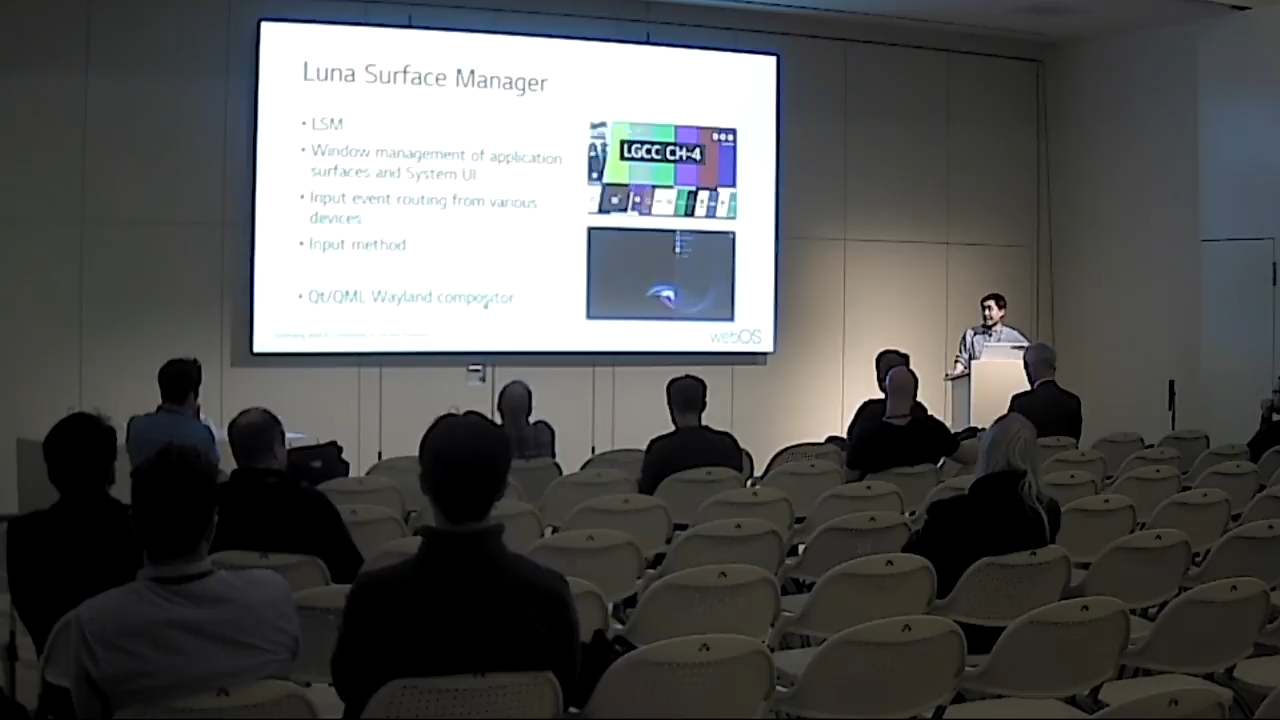 Luna Surface Manager
• LSM
• Window management of application
surfaces and System UI
• Input event routing from various
devices
• Input method
• Qt/QML Wayland compositor
LGCC CH-4
webOS